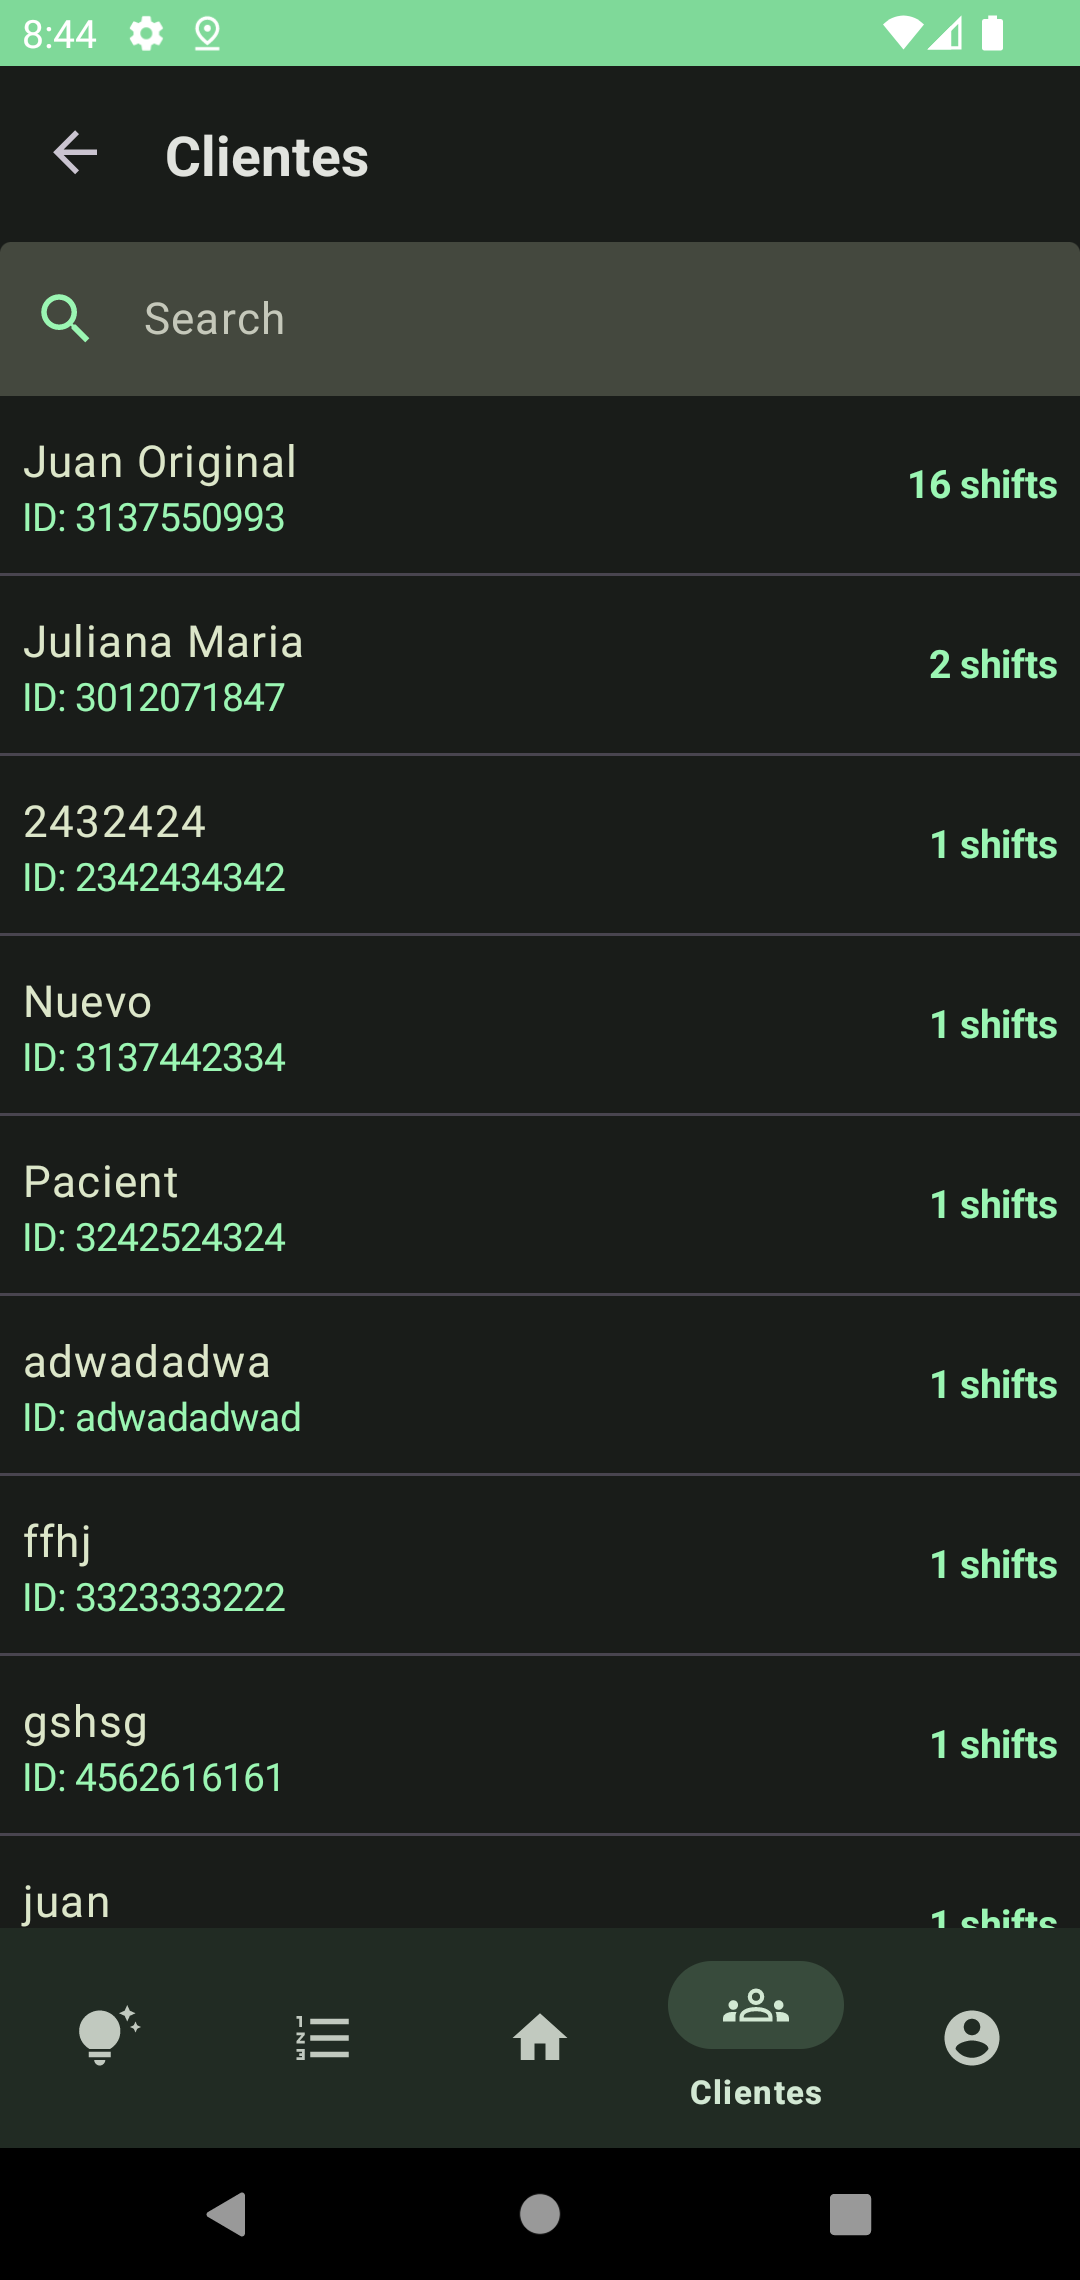 8:44
Clientes
Search
Juan Original
ID: 3137550993
16 shifts
Juliana Maria
ID: 3012071847
2 shifts
2432424
ID: 2342434342
1 shifts
Nuevo
ID: 3137442334
1 shifts
Pacient
ID: 3242524324
1 shifts
adwadadwa
ID: adwadadwad
1 shifts
ffhj
ID: 3323333222
1 shifts
gshsg
ID: 4562616161
1 shifts
juan
1 shifts
Clientes